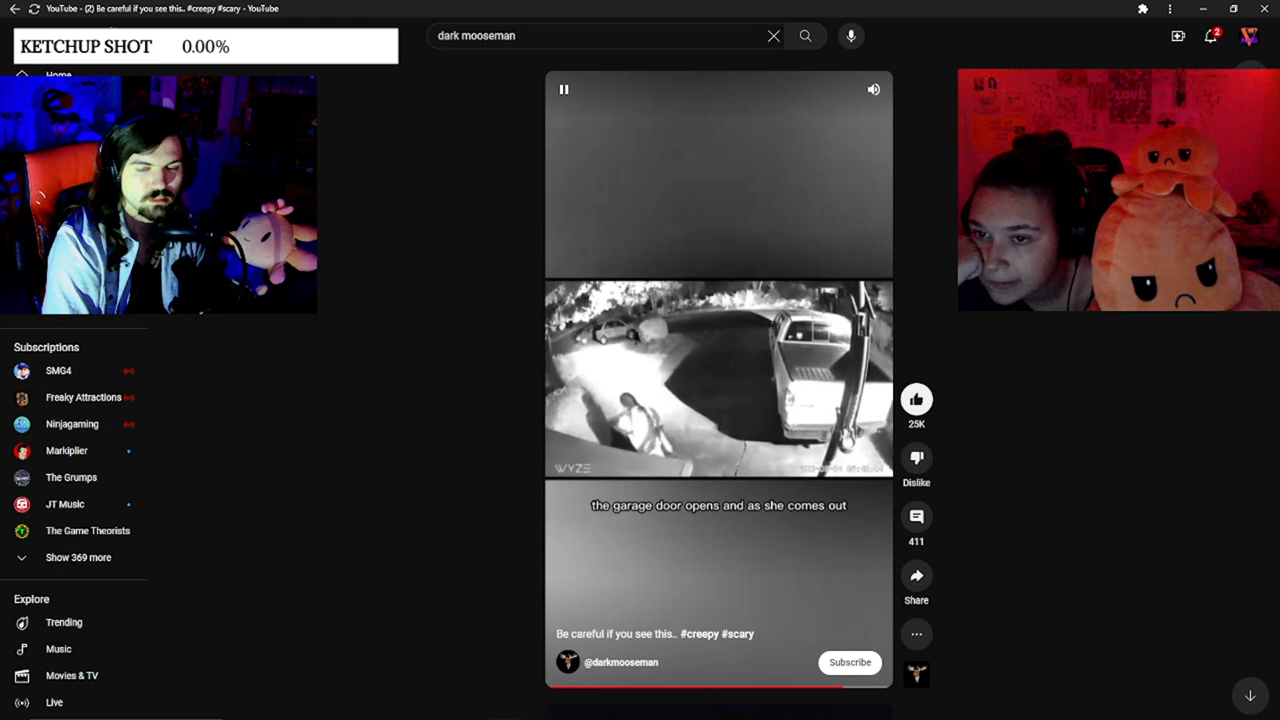 YouTube - (2) Be careful if you see this.. #creepy #scary - YouTube
KETCHUP SHOT 0.00%
dark mooseman
2
Home
LOVE
WYZE
the garage door opens and as she comes out
Be careful if you see this.. #creepy #scary
@darkmooseman
Subscribe
25K
Dislike
411
Share
Subscriptions
SMG4
Freaky Attractions
Ninjagaming
Markiplier
The Grumps
JT Music
The Game Theorists
Show 369 more
Explore
Trending
Music
Movies & TV
Live